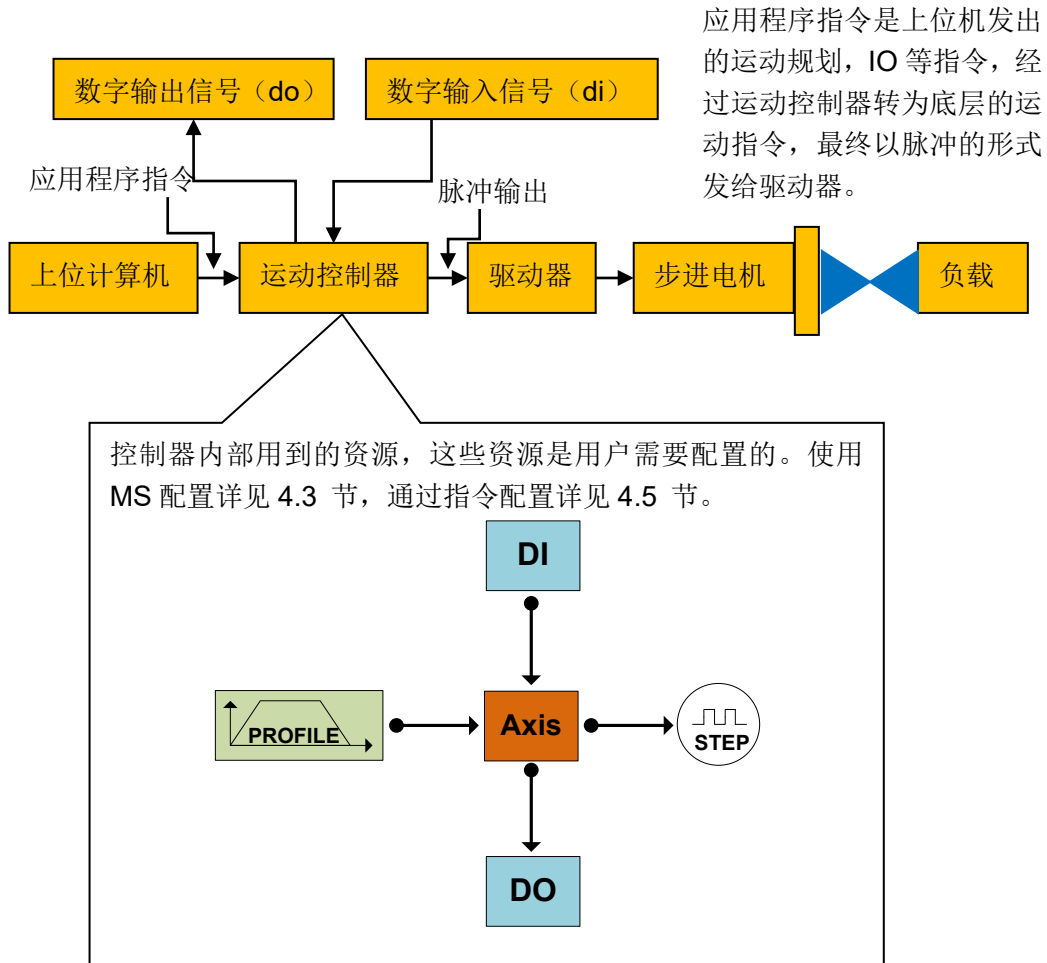 应用程序指令是上位机发出
的运动规划，IO 等指令，经
过运动控制器转为底层的运
动指令，最终以脉冲的形式
发给驱动器。
数字输出信号（do）
数字输入信号（di）
应用程序指令
脉冲输出
上位计算机
运动控制器
驱动器
步进电机
负载
控制器内部用到的资源，这些资源是用户需要配置的。使用
MS 配置详见 4.3 节，通过指令配置详见 4.5 节。
DI
PROFILE
Axis
STEP
DO